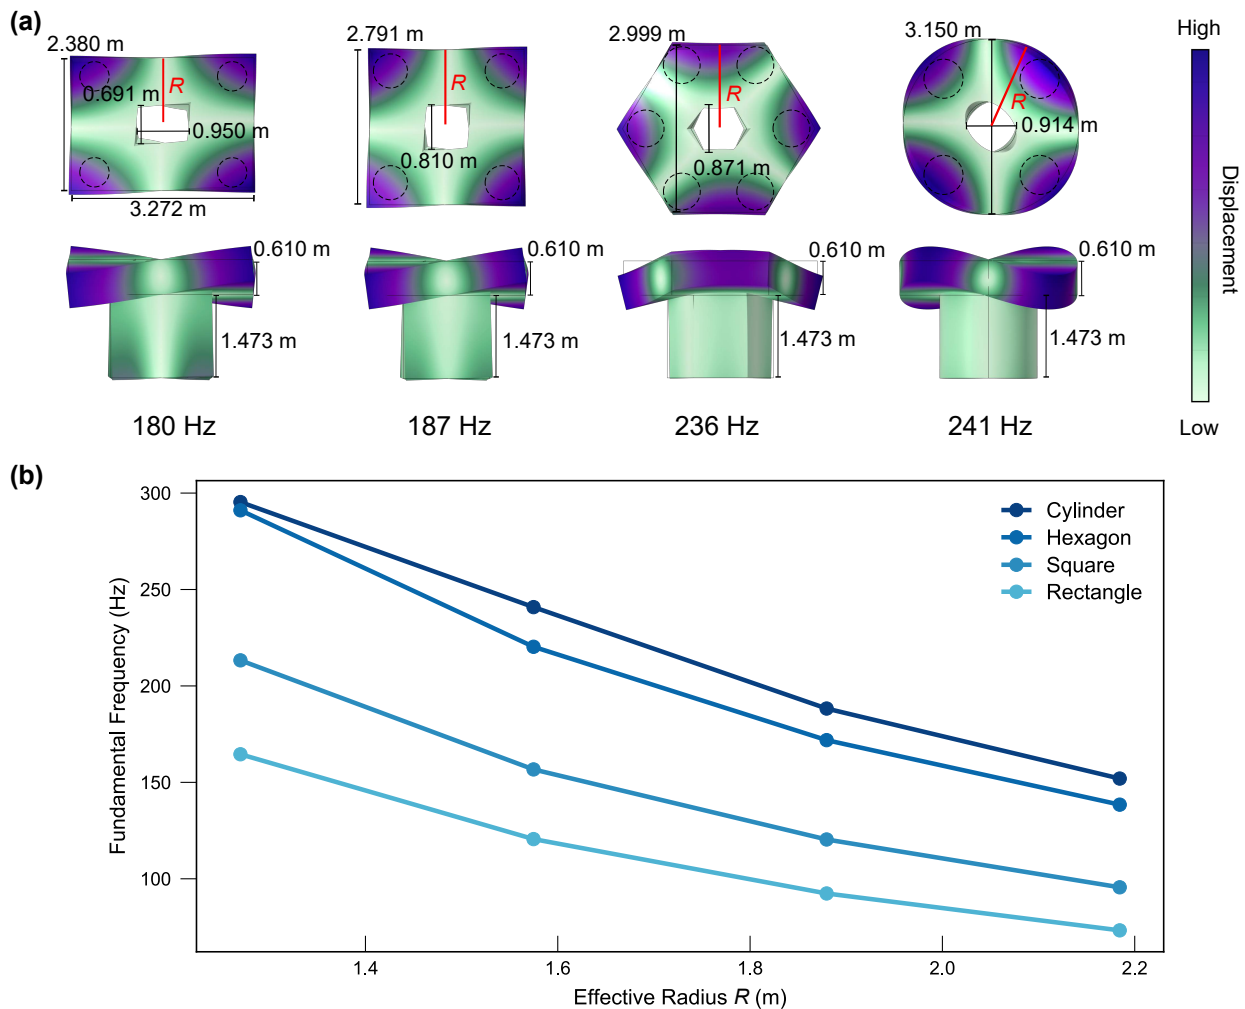 (a)
2.380 m
2.791 m
2.999 m
3.150 m
High
R
R
R
R
0.691 m
0.950 m
0.810 m
0.871 m
0.914 m
3.272 m
Displacement
0.610 m
0.610 m
0.610 m
0.610 m
1.473 m
1.473 m
1.473 m
1.473 m
180 Hz
187 Hz
236 Hz
241 Hz
Low
(b)
300
250
200
150
100
Fundamental Frequency (Hz)
Cylinder
Hexagon
Square
Rectangle
1.4
1.6
1.8
2.0
2.2
Effective Radius R (m)